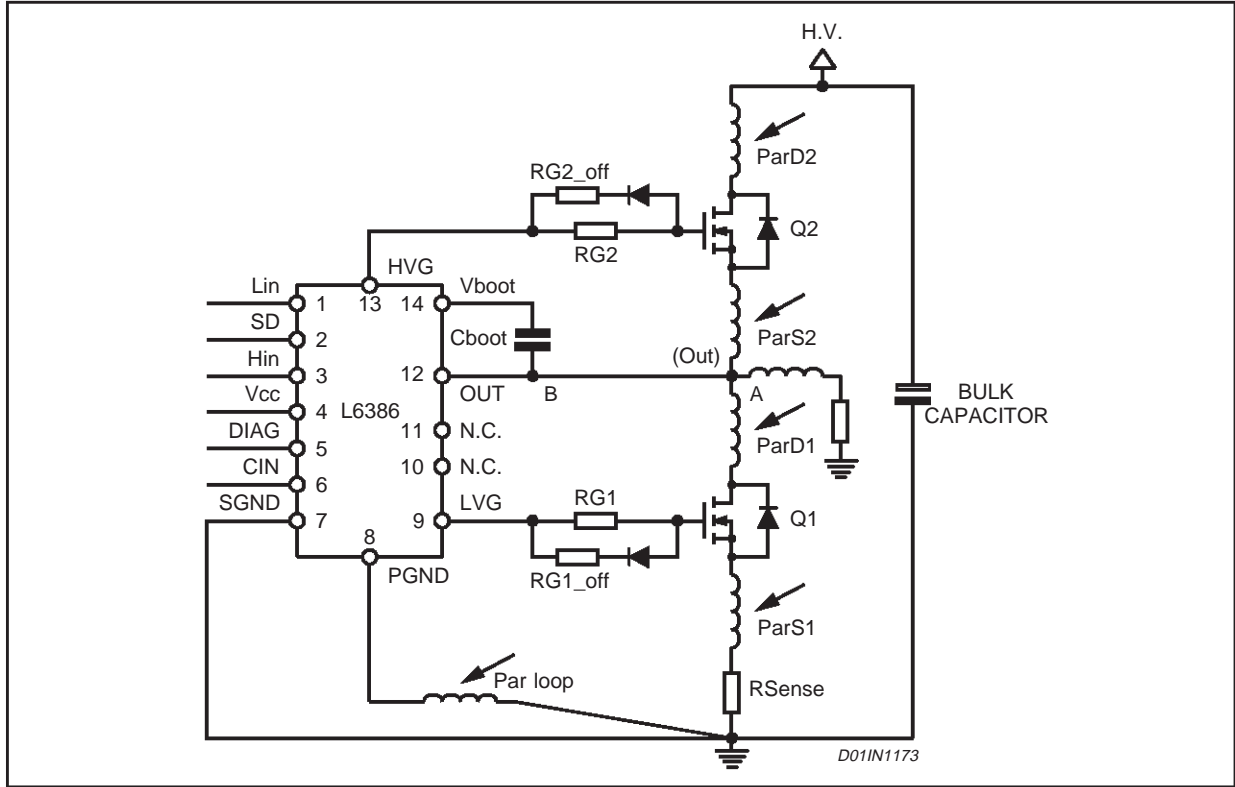 H.V.
ParD2
RG2_off
RG2
Q2
HVG
Lin
1
13
14
Vboot
SD
2
Cboot
ParS2
Hin
3
12
OUT
B
(Out)
A
Vcc
4
L6386
11
N.C.
BULK
CAPACITOR
DIAG
5
10
N.C.
ParD1
CIN
6
SGND
7
9
LVG
RG1
Q1
8
PGND
RG1_off
ParS1
Par loop
RSense
D01IN1173